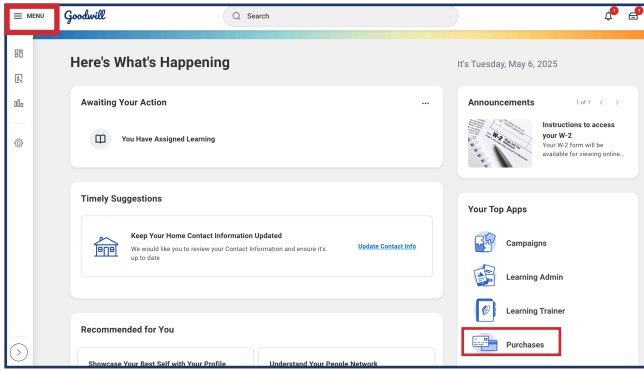 MENU
Goodwill
Search
1
1
Here's What's Happening
It's Tuesday, May 6, 2025
Awaiting Your Action
You Have Assigned Learning
Announcements
1 of 1
W-2
Instructions to access
your W-2
Your W-2 form will be
available for viewing online...
Timely Suggestions
Keep Your Home Contact Information Updated
We would like you to review your Contact Information and ensure it's
up to date
Update Contact Info
Your Top Apps
Campaigns
Learning Admin
Learning Trainer
Purchases
Recommended for You
Showcase Your Best Self with Your Profile
Understand Your People Network